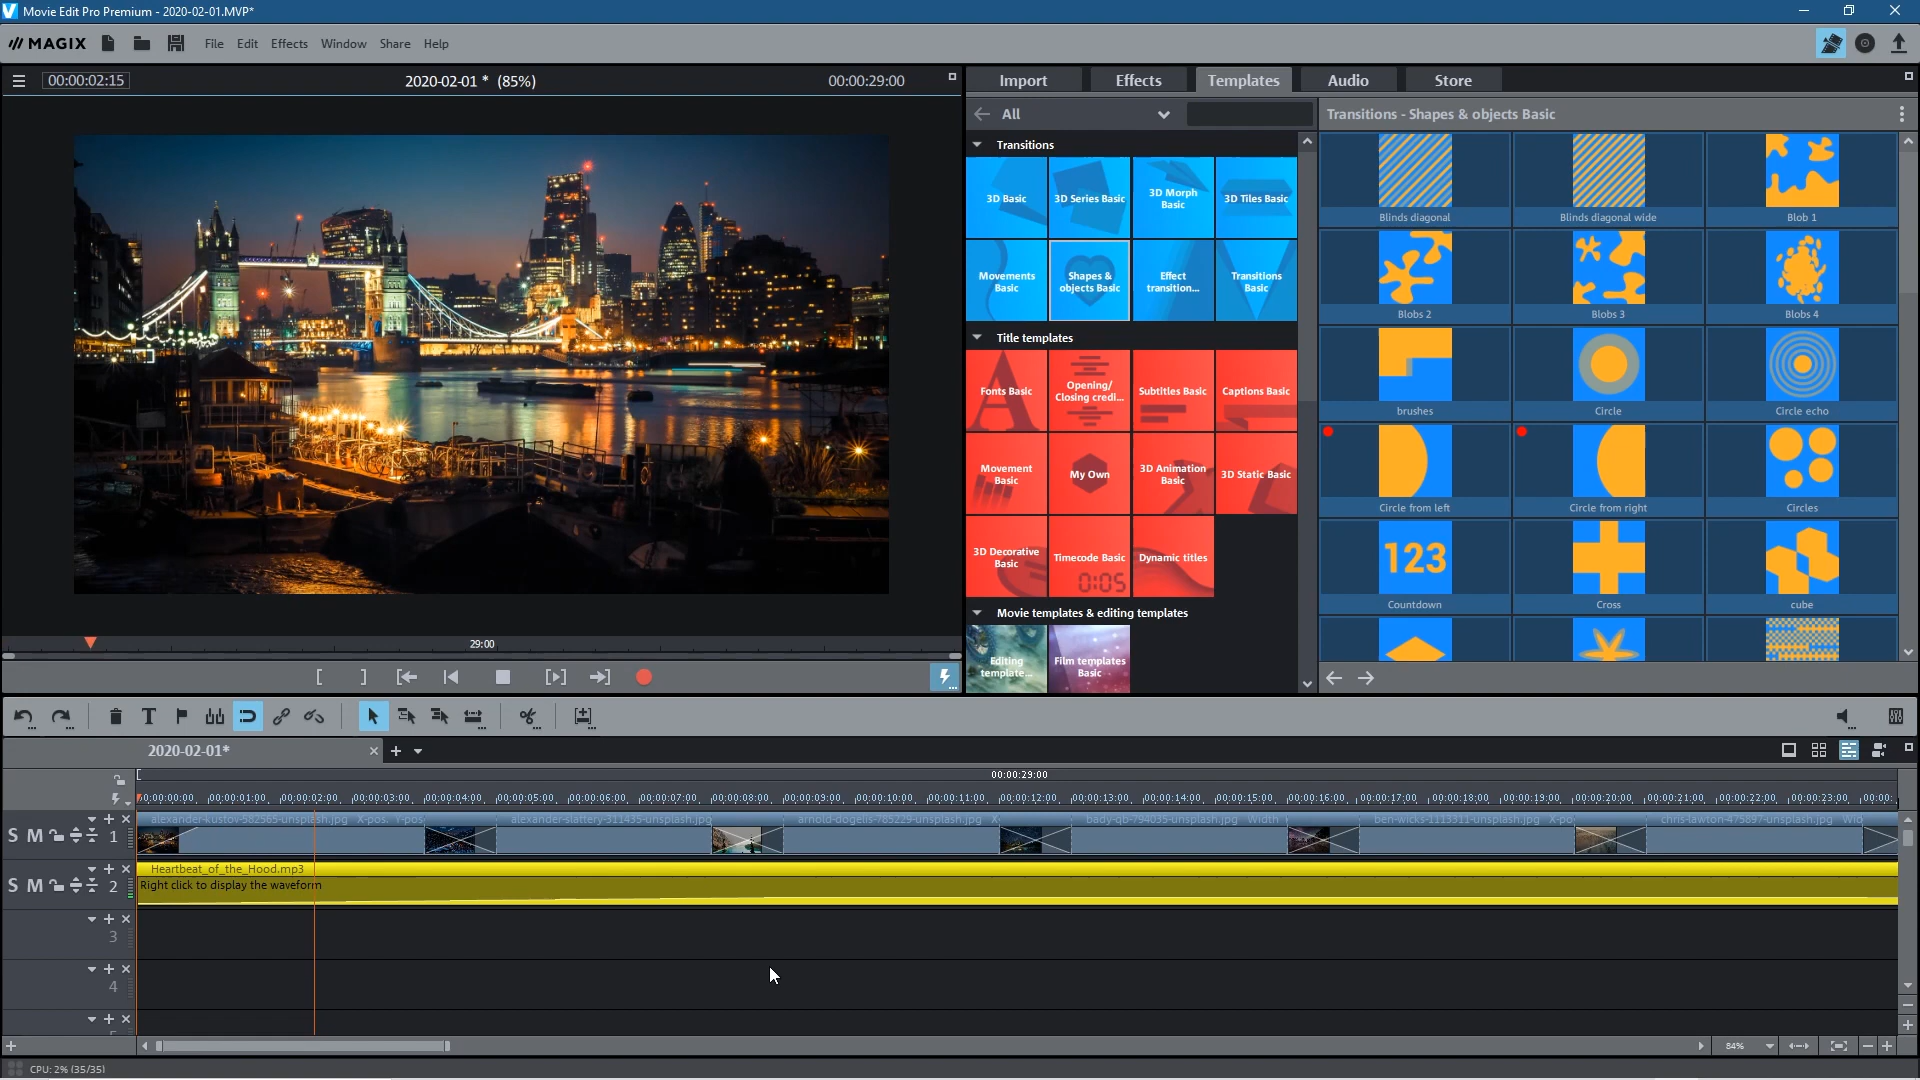 Movie Edit Pro Premium - 2020-02-01.MVP*
MAGIX
File Edit Effects Window Share Help
00:00:02:15
2020-02-01 * (85%)
00:00:29:00
Import Effects Templates Audio Store
All
Transitions - Shapes & objects Basic
Transitions
3D Basic
3D Series Basic
3D Morph
Basic
3D Tiles Basic
Movements
Basic
Shapes &
objects Basic
Effect
transition...
Transitions
Basic
Title templates
Fonts Basic
Opening/
Closing credi...
Subtitles Basic
Captions Basic
Movement
Basic
My Own
3D Animation
Basic
3D Static Basic
3D Decorative
Basic
Timecode Basic
0:05
Dynamic titles
Movie templates & editing templates
Editing
template...
Film templates
Basic
Blinds diagonal
Blinds diagonal wide
Blob 1
Blobs 2
Blobs 3
Blobs 4
brushes
Circle
Circle echo
Circle from left
Circle from right
Circles
123
Countdown
Cross
cube
29:00
2020-02-01*
00:00:29:00
00:00:00:00 00:00:01:00 00:00:02:00 00:00:03:00 00:00:04:00 00:00:05:00 00:00:06:00 00:00:07:00 00:00:08:00 00:00:09:00 00:00:10:00 00:00:11:00 00:00:12:00 00:00:13:00 00:00:14:00 00:00:15:00 00:00:16:00 00:00:17:00 00:00:18:00 00:00:19:00 00:00:20:00 00:00:21:00 00:00:22:00 00:00:23:00 00:00:
alexander-kustov-582565-unsplash.jpg X-pos. Y-pos
alexander-slattery-311435-unsplash.jpg
arnold-dogelis-785229-unsplash.jpg X
bady-qb-794035-unsplash.jpg Width
ben-wicks-1113311-unsplash.jpg X-po
chris-lawton-475897-unsplash.jpg Wid
S M 1
Heartbeat_of_the_Hood.mp3
S M 2
Right click to display the waveform
3
4
84%
CPU: 2% (35/35)